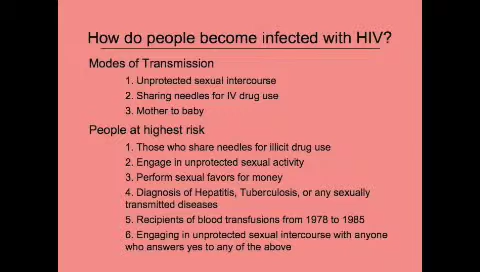 How do people become infected with HIV?
Modes of Transmission
1. Unprotected sexual intercourse
2. Sharing needles for IV drug use
3. Mother to baby
People at highest risk
1. Those who share needles for illicit drug use
2. Engage in unprotected sexual activity
3. Perform sexual favors for money
4. Diagnosis of Hepatitis, Tuberculosis, or any sexually
transmitted diseases
5. Recipients of blood transfusions from 1978 to 1985
6. Engaging in unprotected sexual intercourse with anyone
who answers yes to any of the above